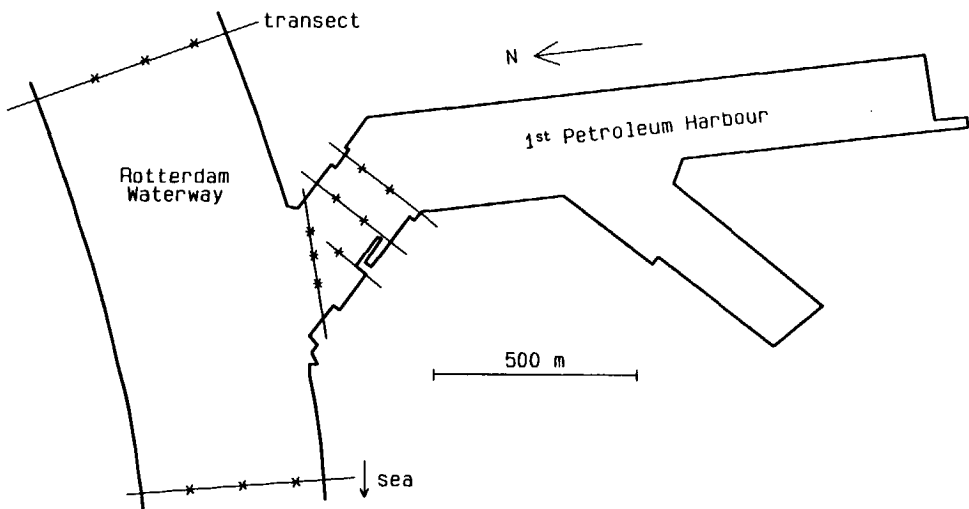 transect
N
1st Petroleum Harbour
Rotterdam
Waterway
500 m
sea